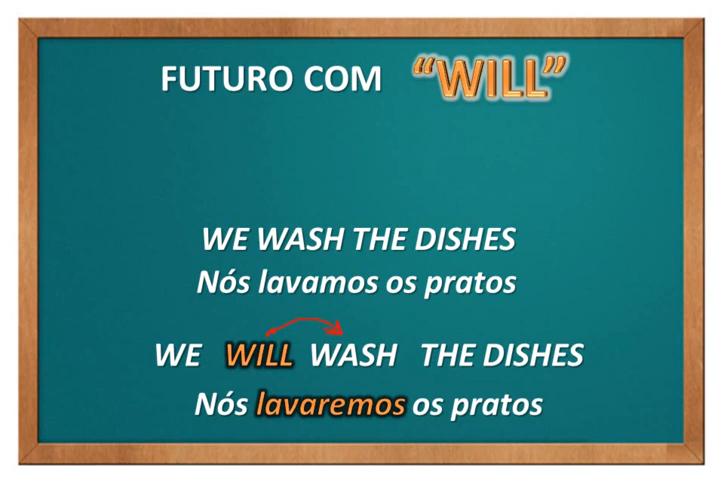 FUTURO COM “WILL”
WE WASH THE DISHES
Nós lavamos os pratos
WE WILL WASH THE DISHES
Nós lavaremos os pratos